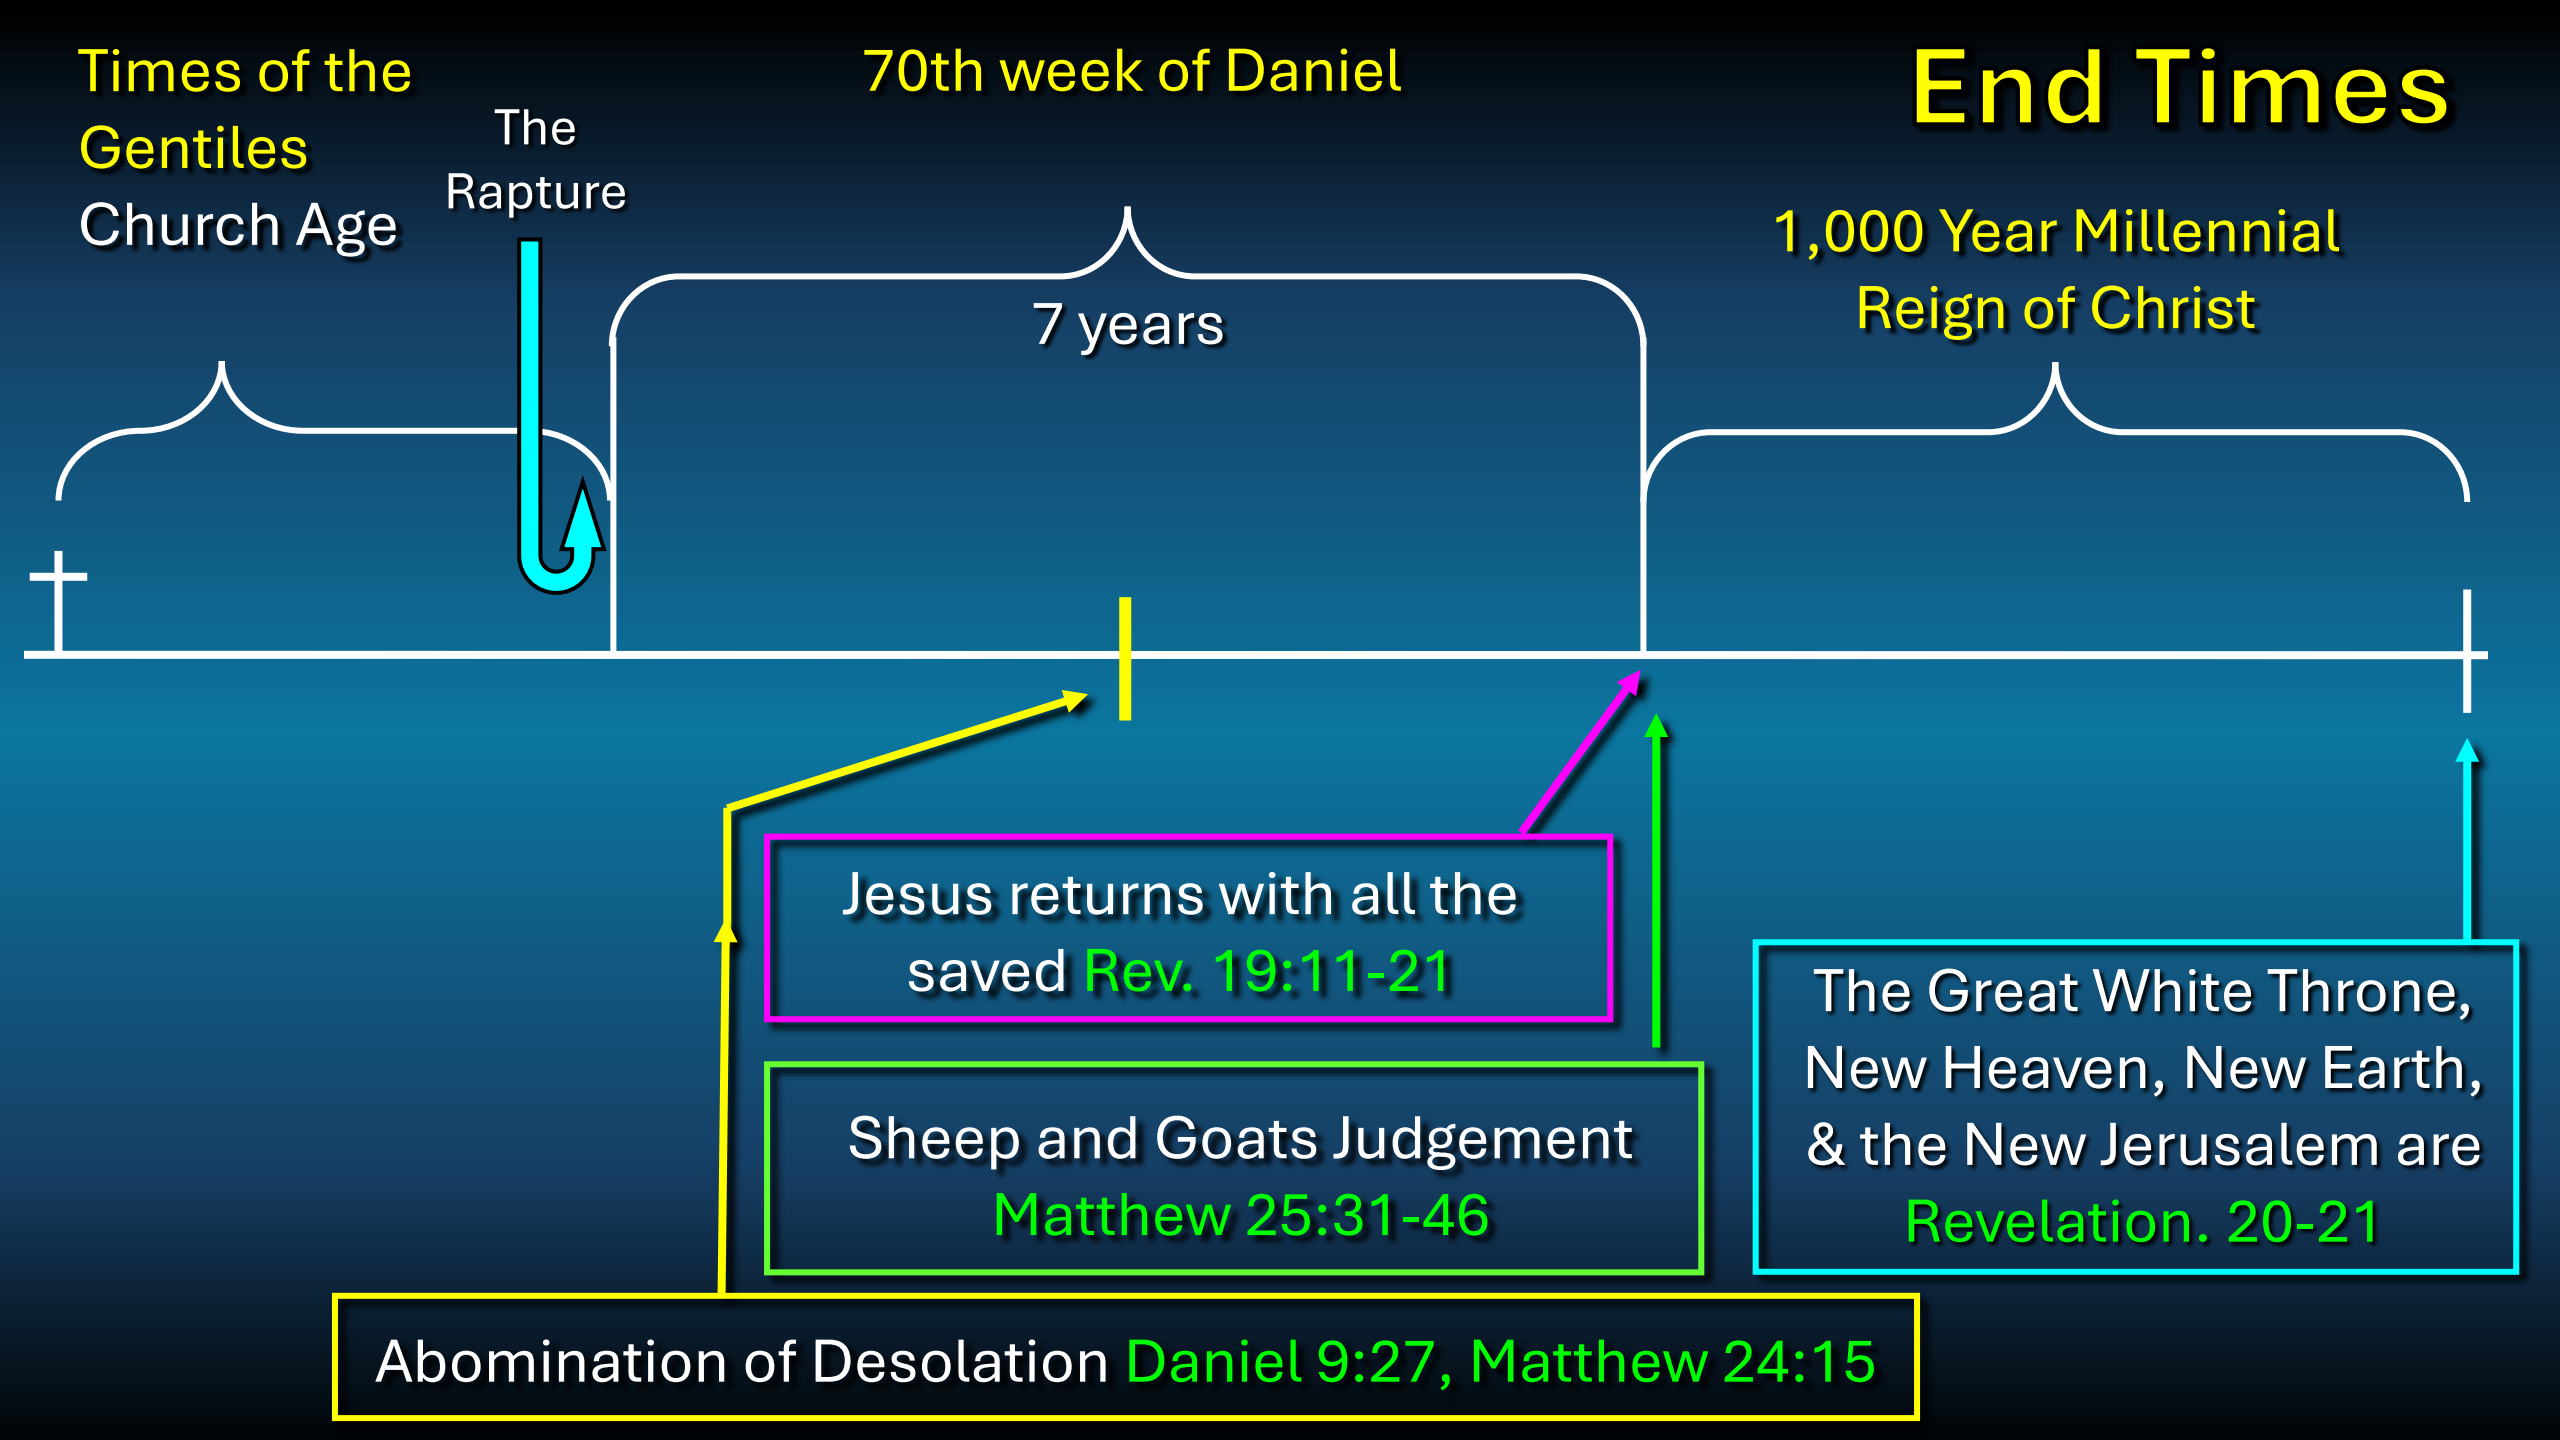 Times of the
Gentiles
Church Age
The
Rapture
70th week of Daniel
7 years
End Times
1,000 Year Millennial
Reign of Christ
Jesus returns with all the
saved Rev. 19:11-21
Sheep and Goats Judgement
Matthew 25:31-46
The Great White Throne,
New Heaven, New Earth,
& the New Jerusalem are
Revelation. 20-21
Abomination of Desolation Daniel 9:27, Matthew 24:15